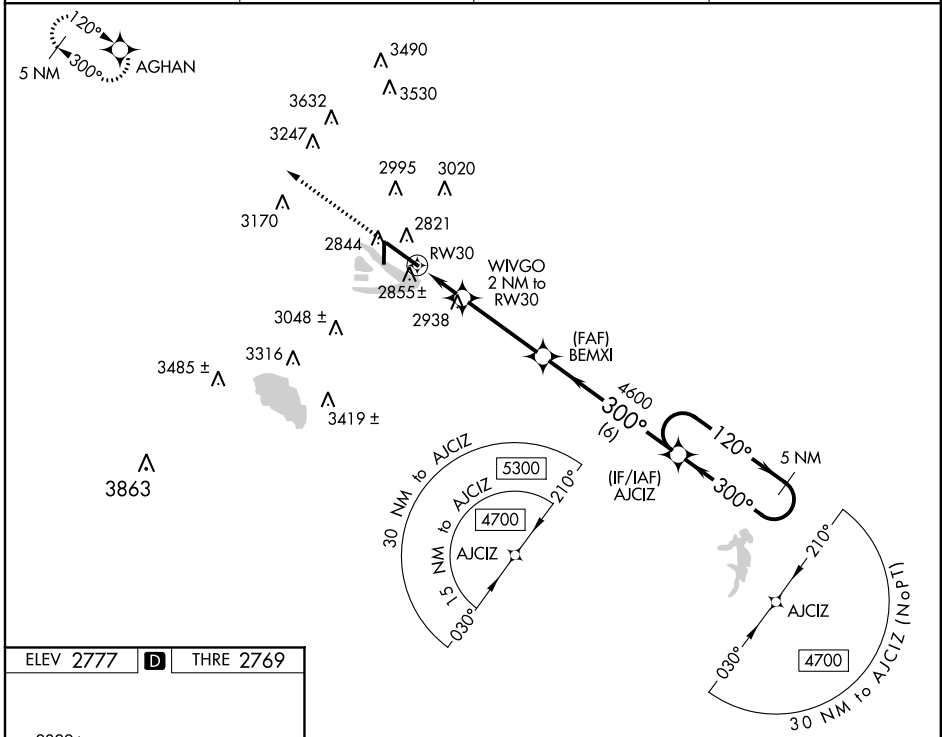 120°
300°
5 NM
AGHAN
3490
3530
3632
3247
2995
3020
3170
2844
2821
RW30
2855±
WIVGO
2 NM to
RW30
2938
3048 ±
(FAF)
BEMXI
3316
3485 ±
3419 ±
4600
300°
(6)
120°
5 NM
300°
(IF/IAF)
AJCIZ
3863
30 NM to AJCIZ
5300
210°
15 NM to AJCIZ
4700
AJCIZ
030°
210°
AJCIZ
030°
4700
30 NM to AJCIZ (NoPT)
ELEV 2777
D
THRE 2769